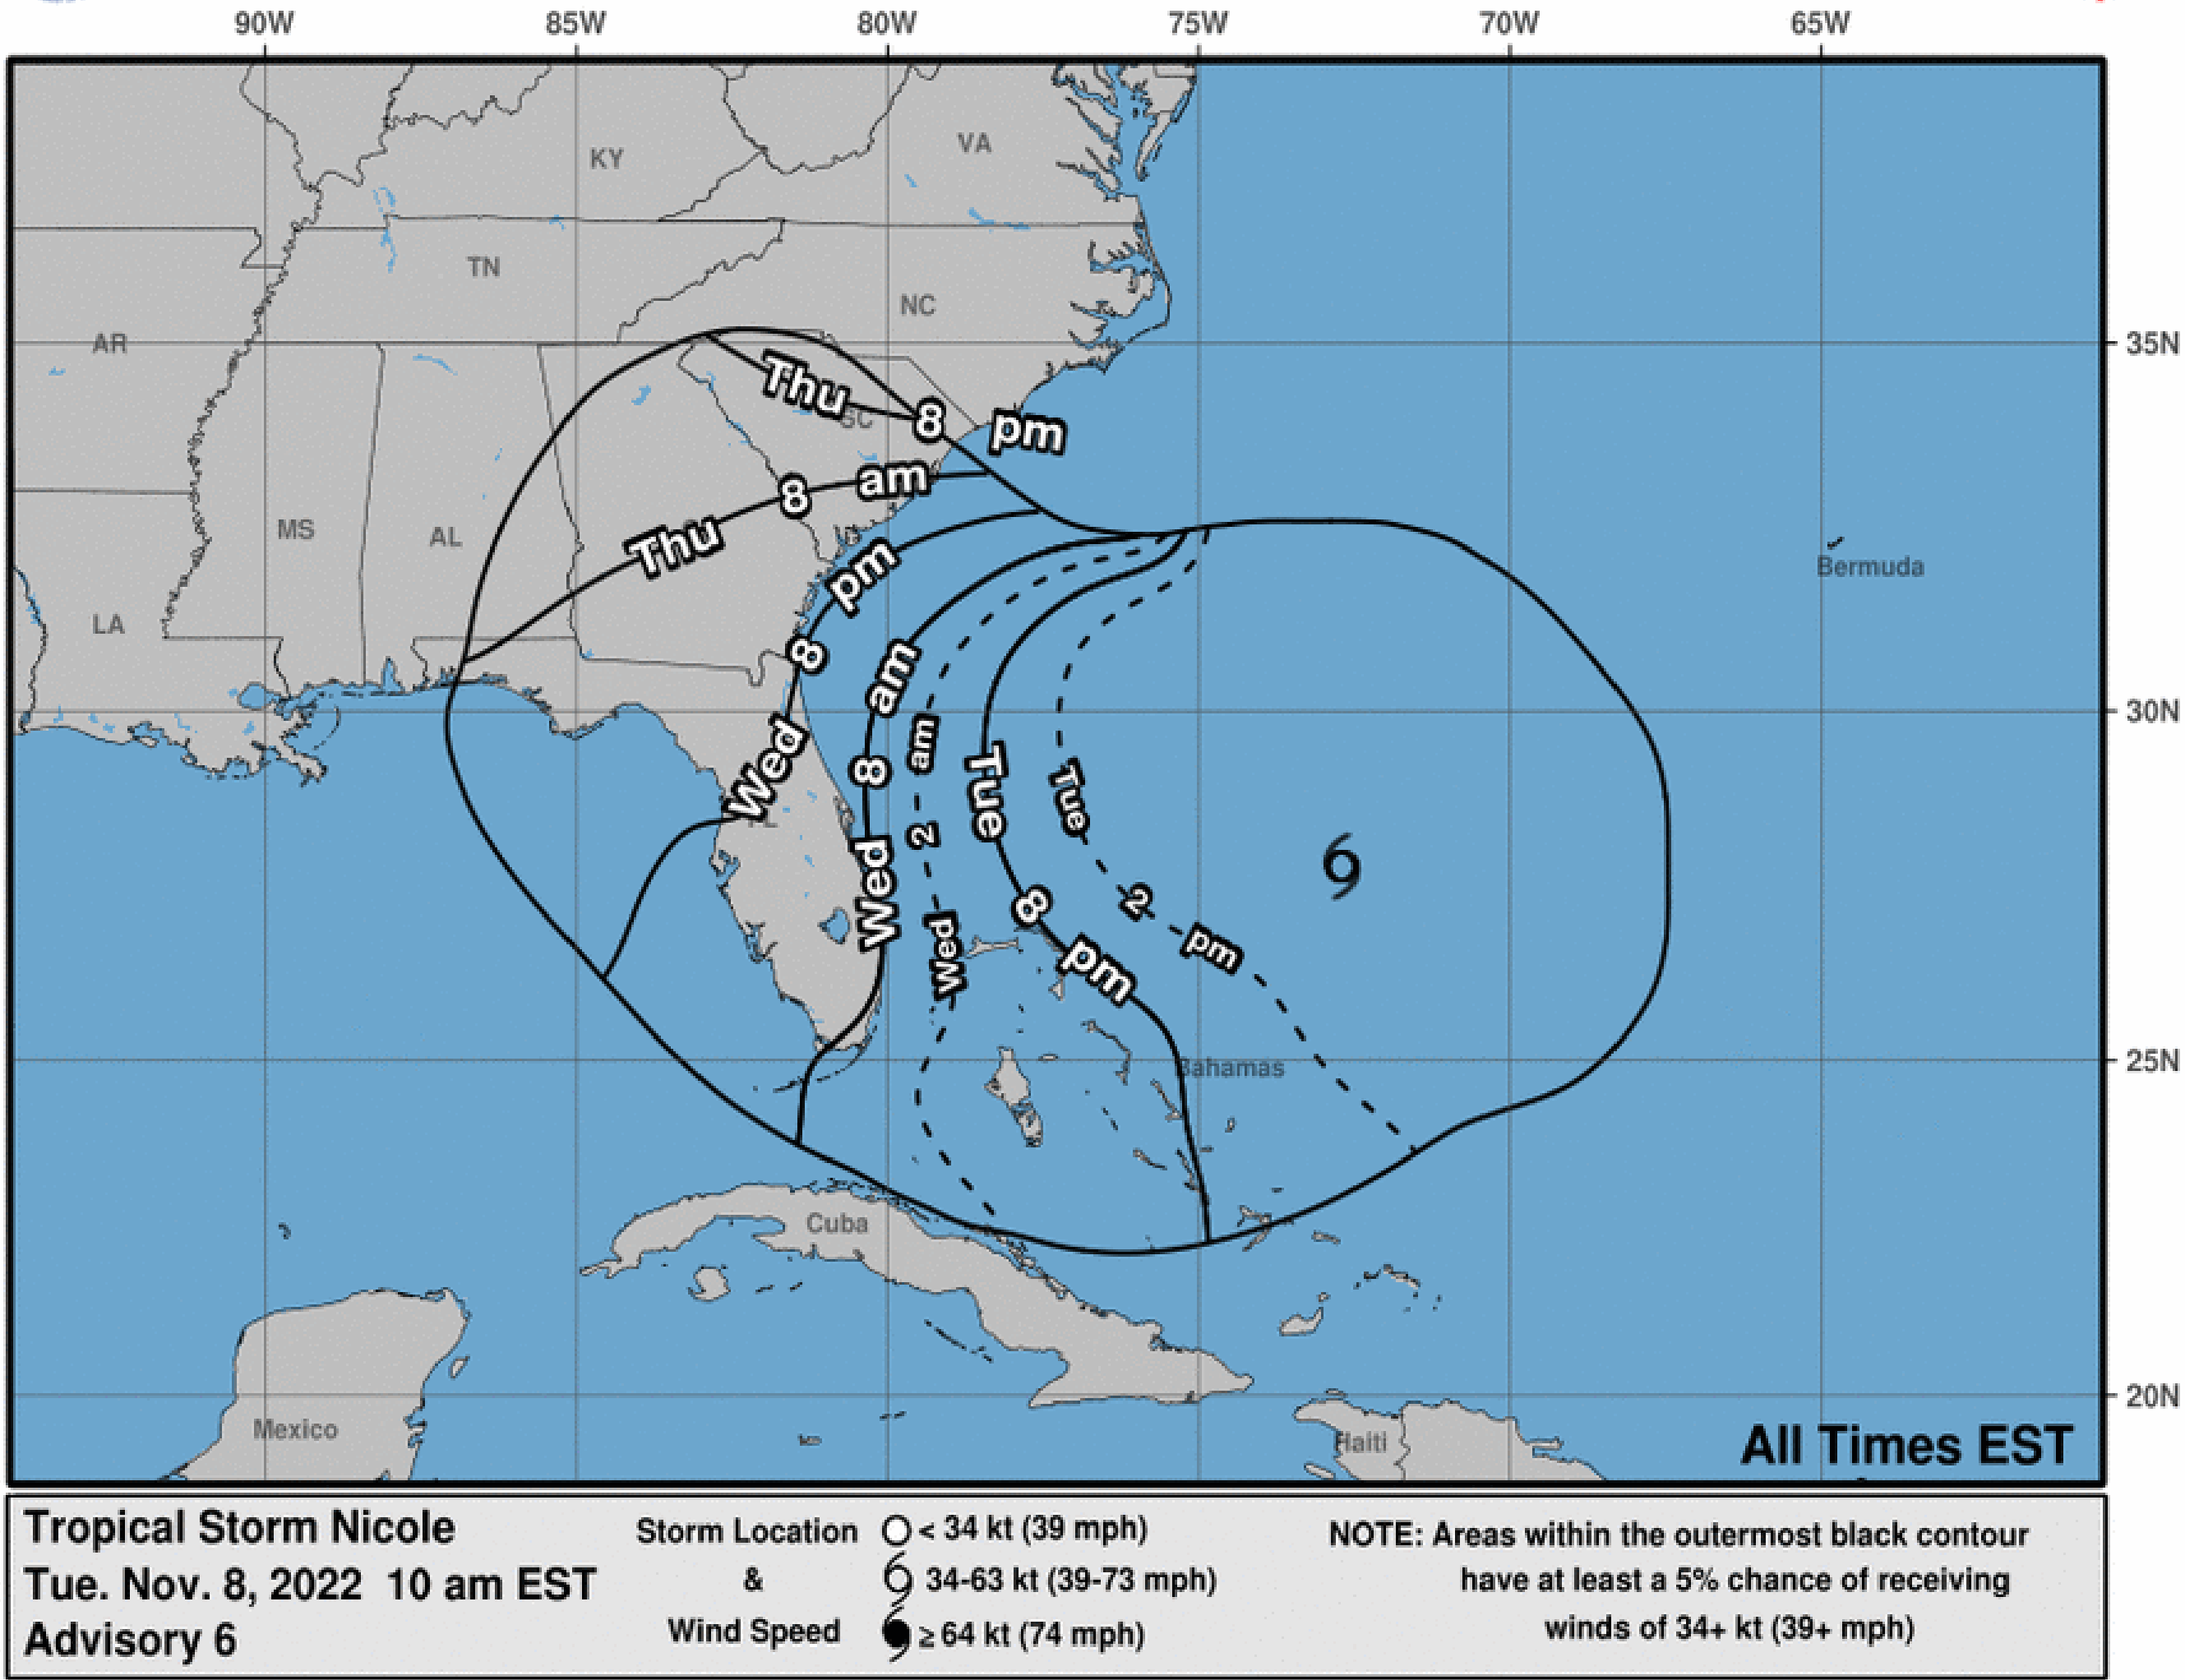 90W 85W 80W 75W 70W 65W
VA
KY
TN
NC
35N
AR
Thu 8 pm
SC
Thu 8 am
MS
AL
Wed 8 pm
Bermuda
LA
30N
Wed 8 am
Wed 2 am
Tue 8 pm
Tue 2 pm
FL
25N
Bahamas
Cuba
20N
Mexico
Haiti
All Times EST
Tropical Storm Nicole
Tue. Nov. 8, 2022 10 am EST
Advisory 6
Storm Location
&
Wind Speed
< 34 kt (39 mph)
34-63 kt (39-73 mph)
≥ 64 kt (74 mph)
NOTE: Areas within the outermost black contour
have at least a 5% chance of receiving
winds of 34+ kt (39+ mph)